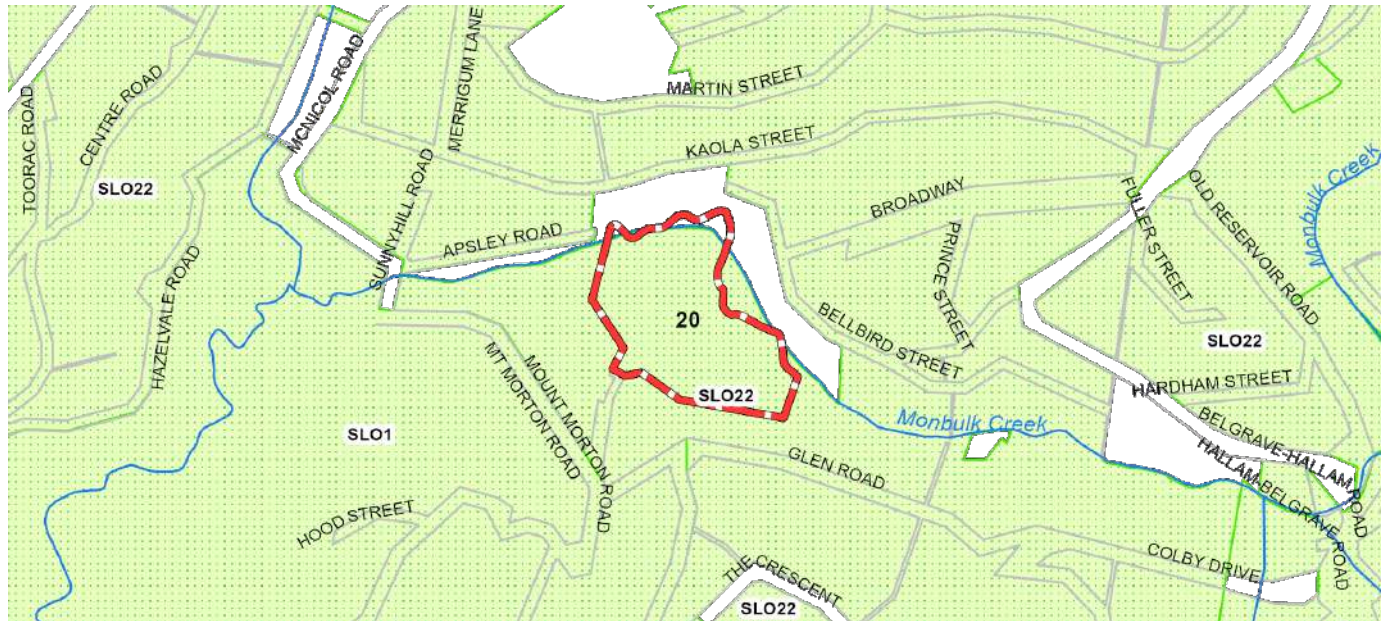 MARTIN STREET
MERRIGUM LANE
MCNICOL ROAD
CENTRE ROAD
TOORAC ROAD
KAOLA STREET
SLO22
BROADWAY
FULLER STREET
OLD RESERVOIR ROAD
Monbulk Creek
SUNNYHILL ROAD
APSLEY ROAD
PRINCE STREET
HAZELVALE ROAD
20
BELLBIRD STREET
SLO22
MT MORTON ROAD
MOUNT MORTON ROAD
SLO22
HARDHAM STREET
SLO1
Monbulk Creek
BELGRAVE-HALLAM ROAD
HALLAM-BELGRAVE ROAD
GLEN ROAD
HOOD STREET
COLBY DRIVE
THE CRESCENT
SLO22